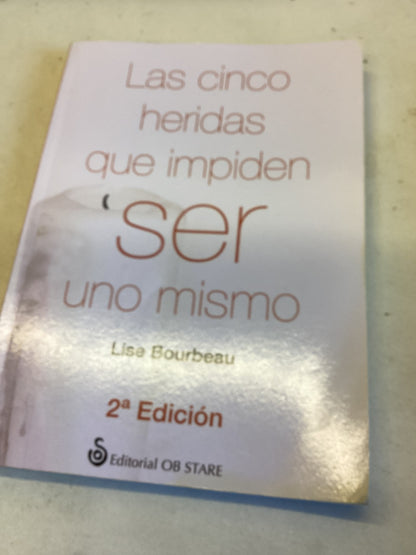 Las cinco
heridas
que impiden
ser
uno mismo
Lise Bourbeau
2ª Edición
Editorial OB STARE